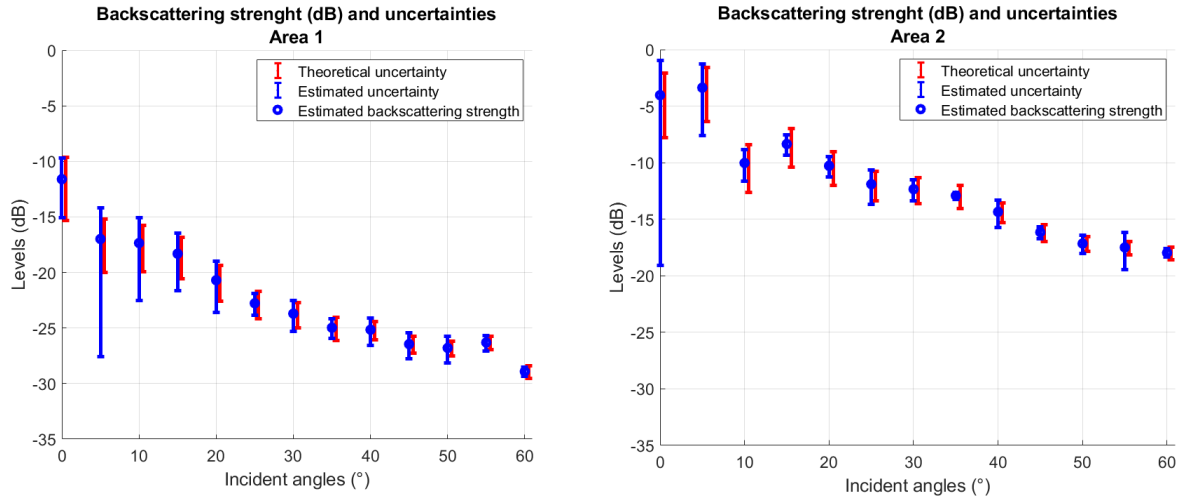 Backscattering strenght (dB) and uncertainties
Area 1
0
-5
-10
-15
-20
-25
-30
-35
Levels (dB)
Theoretical uncertainty
Estimated uncertainty
Estimated backscattering strength
0 10 20 30 40 50 60
Incident angles (°)
Backscattering strenght (dB) and uncertainties
Area 2
0
-5
-10
-15
-20
-25
-30
-35
Levels (dB)
Theoretical uncertainty
Estimated uncertainty
Estimated backscattering strength
0 10 20 30 40 50 60
Incident angles (°)